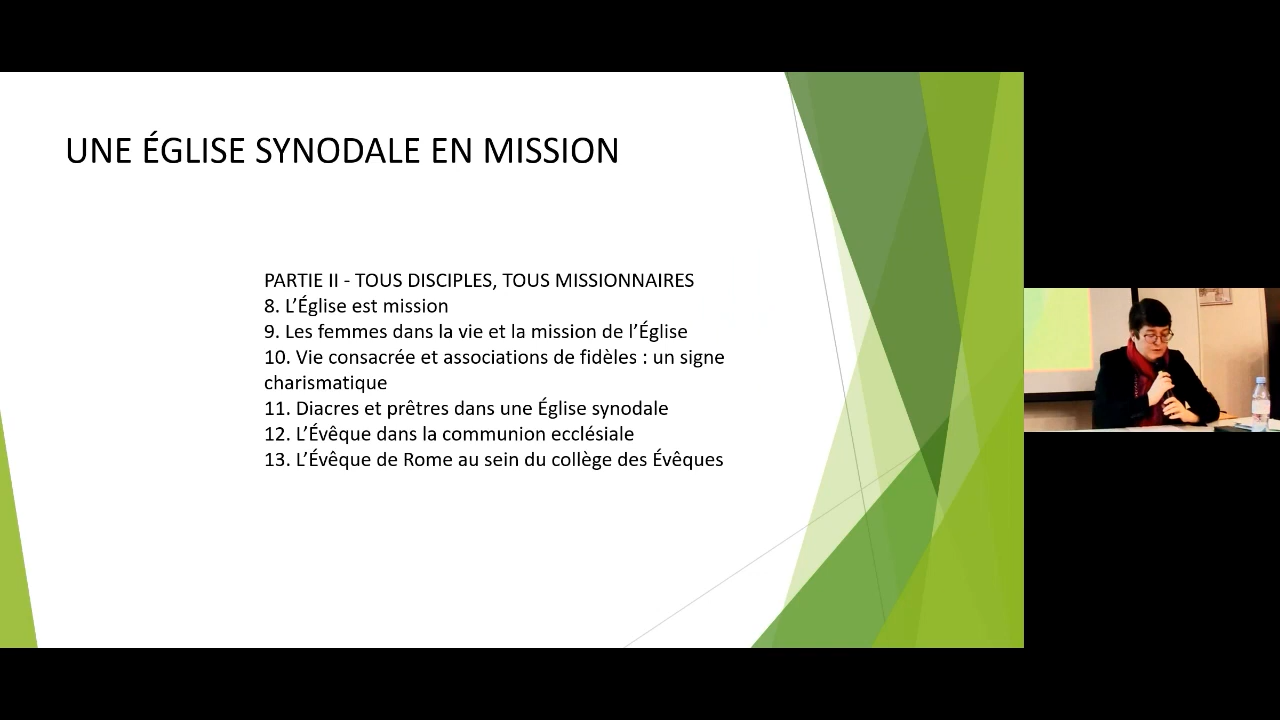 UNE ÉGLISE SYNODALE EN MISSION
PARTIE II - TOUS DISCIPLES, TOUS MISSIONNAIRES
8. L’Église est mission
9. Les femmes dans la vie et la mission de l’Église
10. Vie consacrée et associations de fidèles : un signe
charismatique
11. Diacres et prêtres dans une Église synodale
12. L’Évêque dans la communion ecclésiale
13. L’Évêque de Rome au sein du collège des Évêques